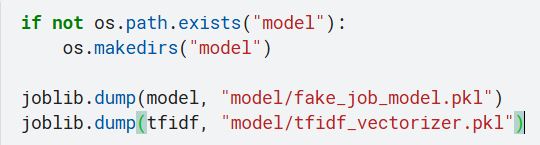 if not os.path.exists("model"):
    os.makedirs("model")

joblib.dump(model, "model/fake_job_model.pkl")
joblib.dump(tfidf, "model/tfidf_vectorizer.pkl")